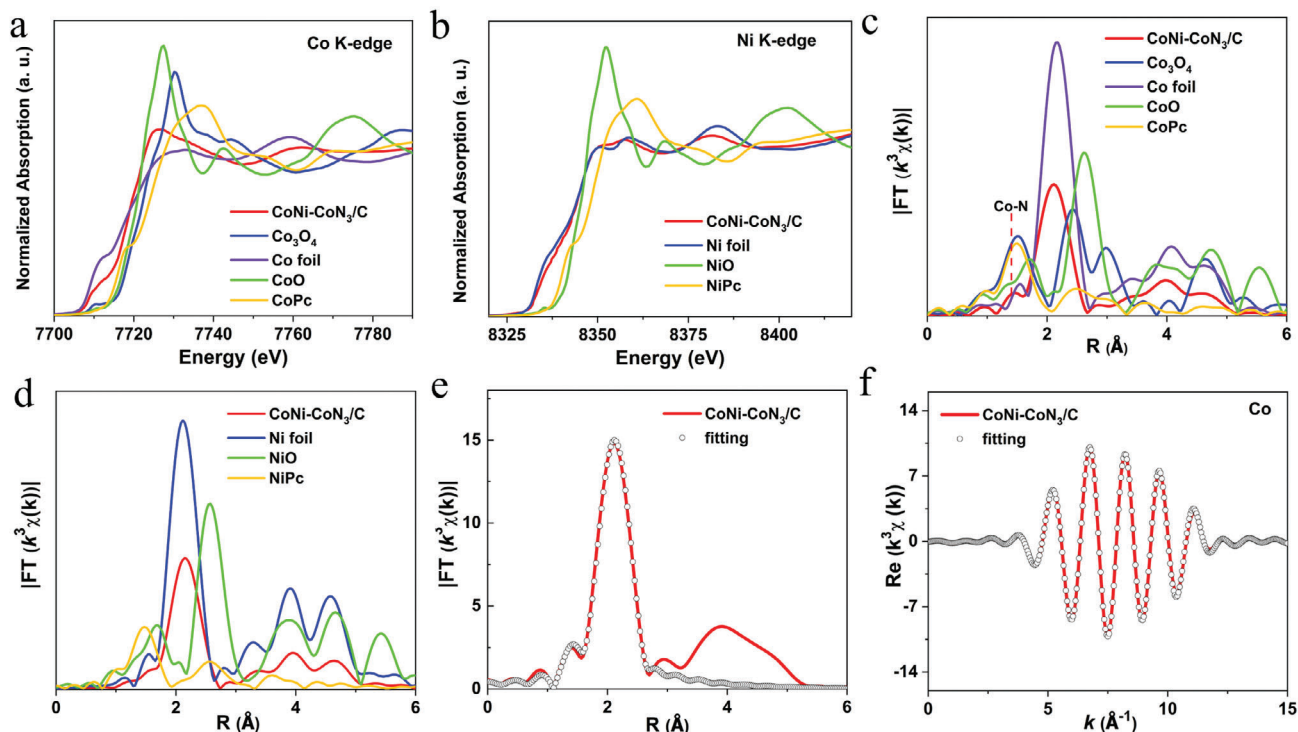 a
Co K-edge
Normalized Absorption (a. u.)
CoNi-CoN₃/C
Co₃O₄
Co foil
CoO
CoPc
7700 7720 7740 7760 7780
Energy (eV)
b
Ni K-edge
Normalized Absorption (a. u.)
CoNi-CoN₃/C
Ni foil
NiO
NiPc
8325 8350 8375 8400
Energy (eV)
c
|FT (k³χ(k))|
Co-N
CoNi-CoN₃/C
Co₃O₄
Co foil
CoO
CoPc
0 2 4 6
R (Å)
d
|FT (k³χ(k))|
CoNi-CoN₃/C
Ni foil
NiO
NiPc
0 2 4 6
R (Å)
e
|FT (k³χ(k))|
15
10
5
0
CoNi-CoN₃/C
fitting
0 1 2 3 4 5 6
R (Å)
f
Re (k³χ (k))
14
7
0
-7
-14
CoNi-CoN₃/C
fitting
Co
0 5 10 15
k (Å⁻¹)